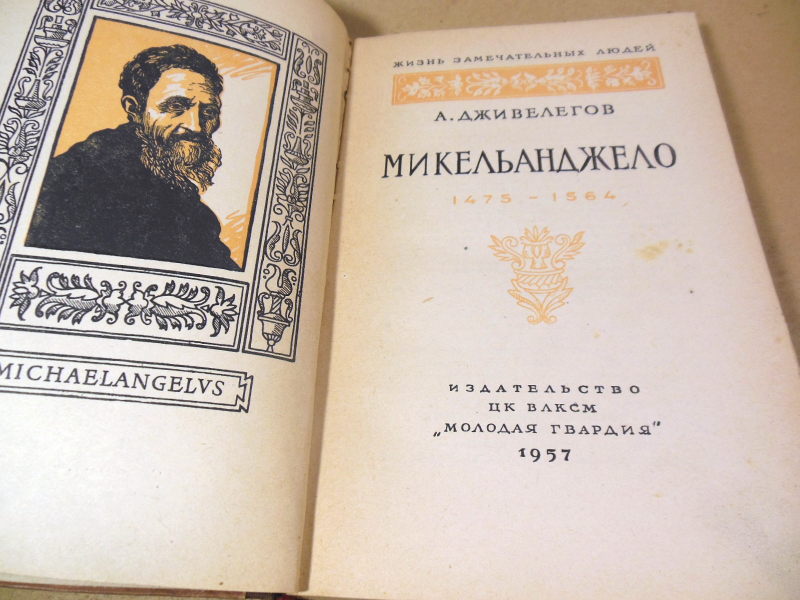 MICHAELANGELVS
ЖИЗНЬ ЗАМЕЧАТЕЛЬНЫХ ЛЮДЕЙ
А. ДЖИВЕЛЕГОВ
МИКЕЛЬАНДЖЕЛО
1475 - 1564
ИЗДАТЕЛЬСТВО
ЦК ВЛКСМ
„МОЛОДАЯ ГВАРДИЯ"
1957